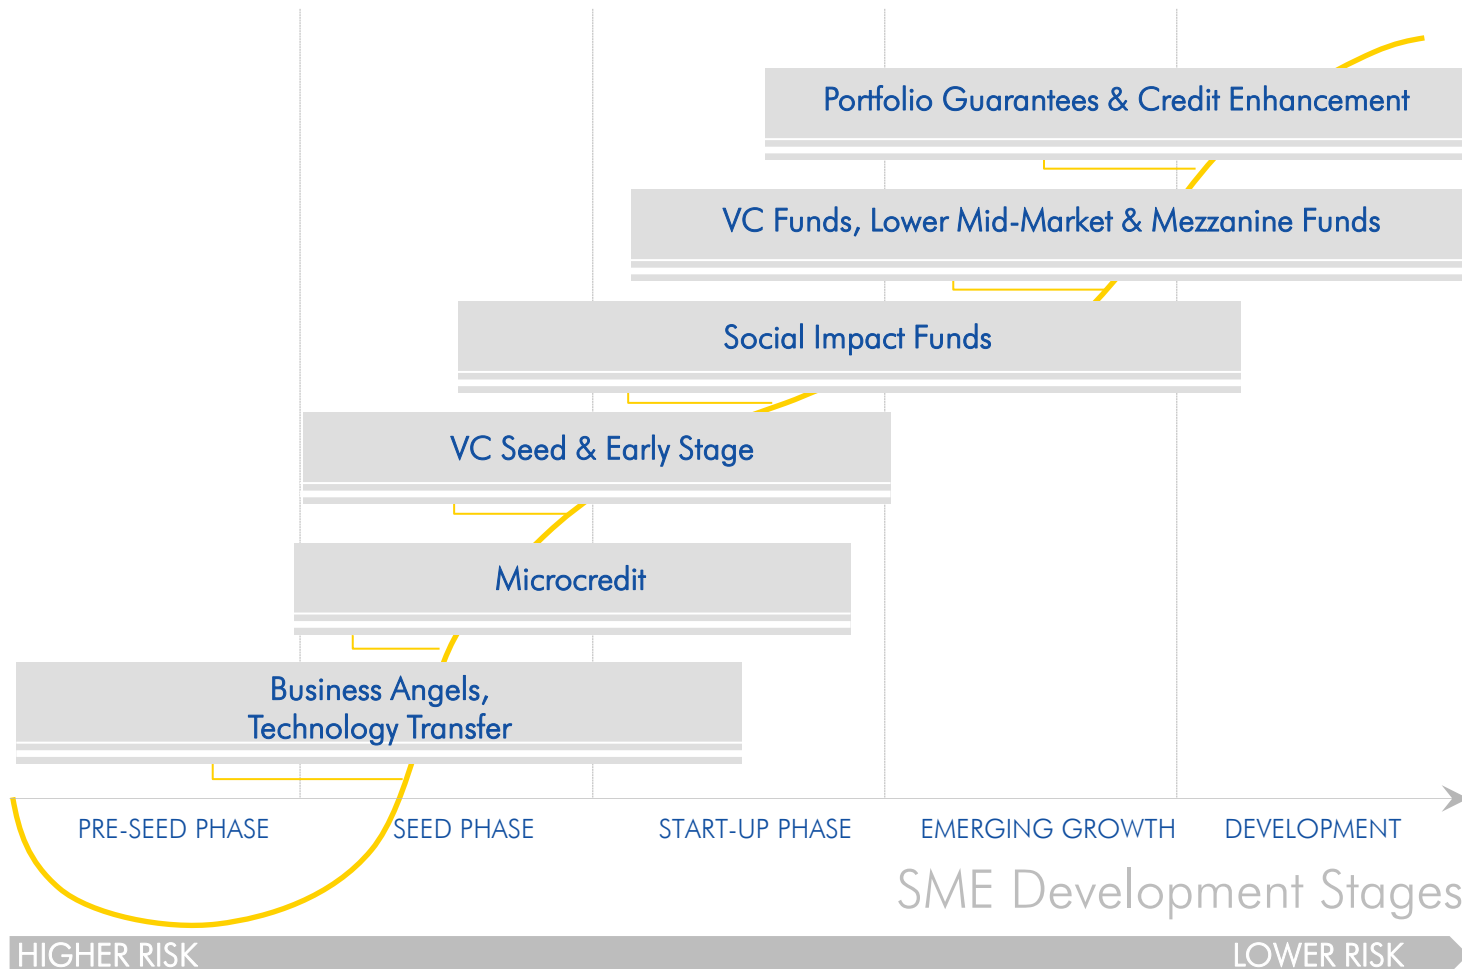 Portfolio Guarantees & Credit Enhancement
VC Funds, Lower Mid-Market & Mezzanine Funds
Social Impact Funds
VC Seed & Early Stage
Microcredit
Business Angels,
Technology Transfer
PRE-SEED PHASE
SEED PHASE
START-UP PHASE
EMERGING GROWTH
DEVELOPMENT
SME Development Stages
HIGHER RISK
LOWER RISK